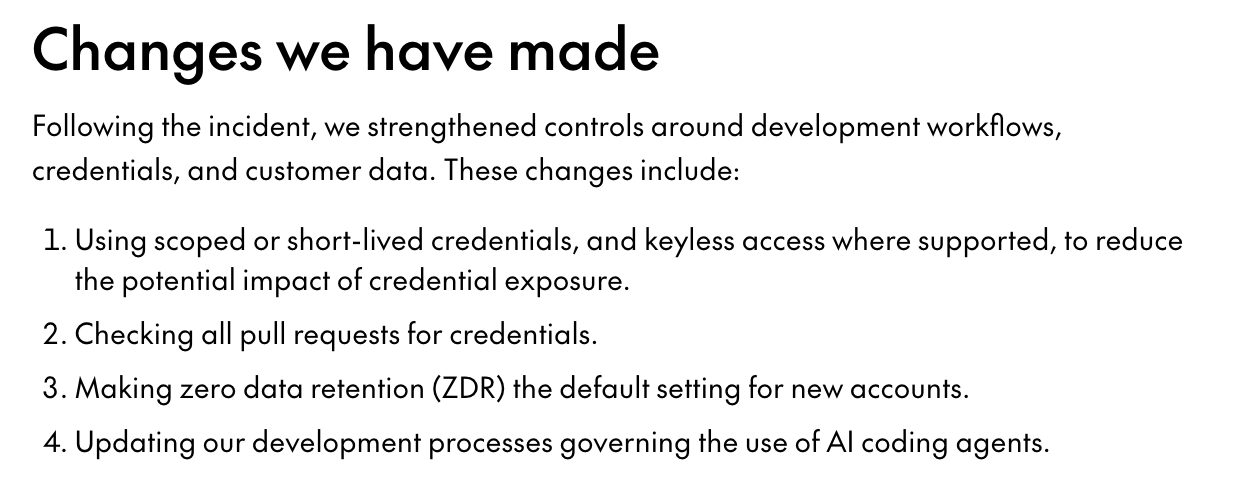 Changes we have made
Following the incident, we strengthened controls around development workflows,
credentials, and customer data. These changes include:
1. Using scoped or short-lived credentials, and keyless access where supported, to reduce
the potential impact of credential exposure.
2. Checking all pull requests for credentials.
3. Making zero data retention (ZDR) the default setting for new accounts.
4. Updating our development processes governing the use of AI coding agents.